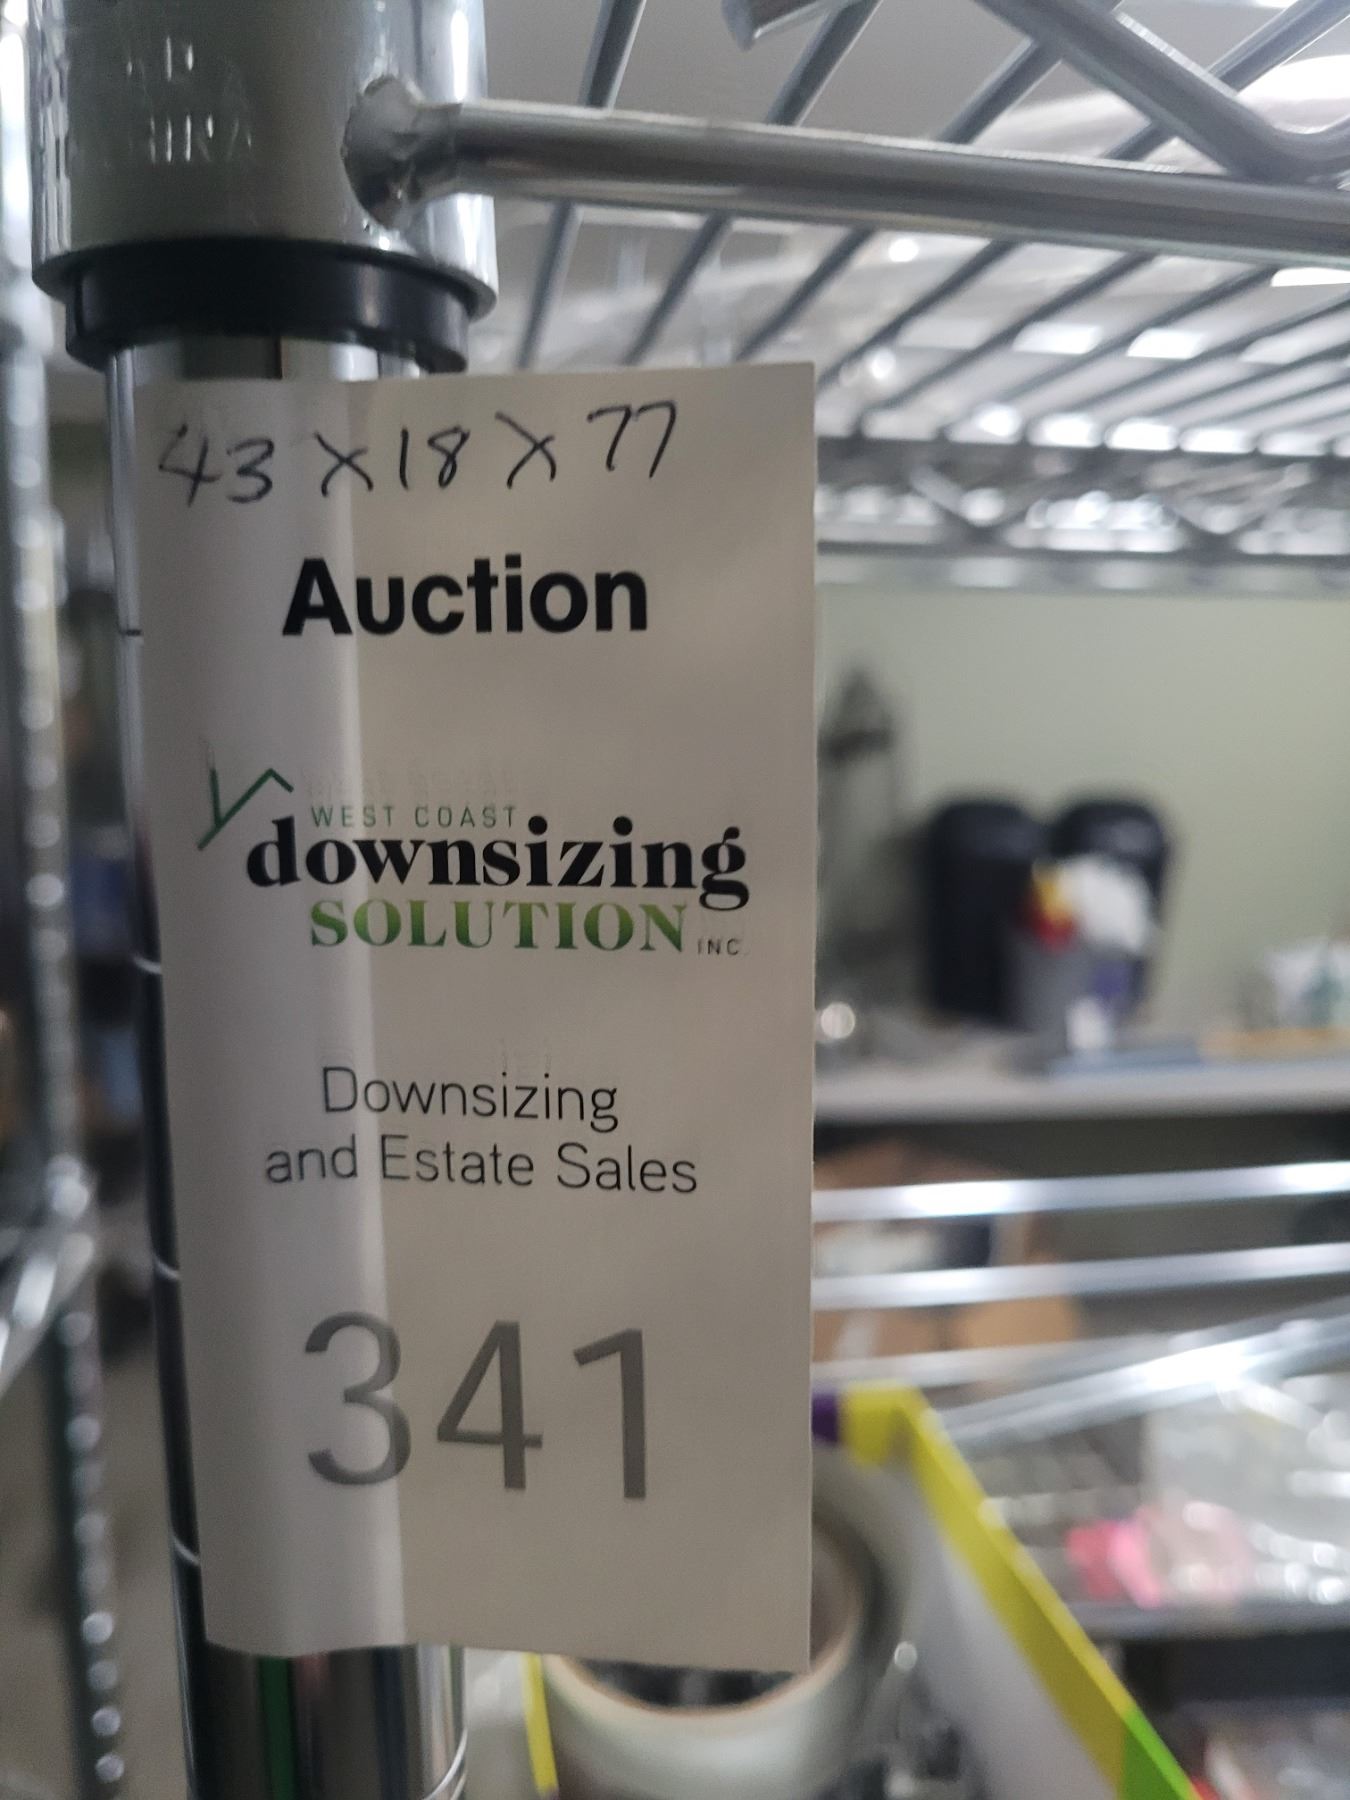 43 x 18 x 77
Auction
WEST COAST
downsizing
SOLUTION INC.
Downsizing
and Estate Sales
341